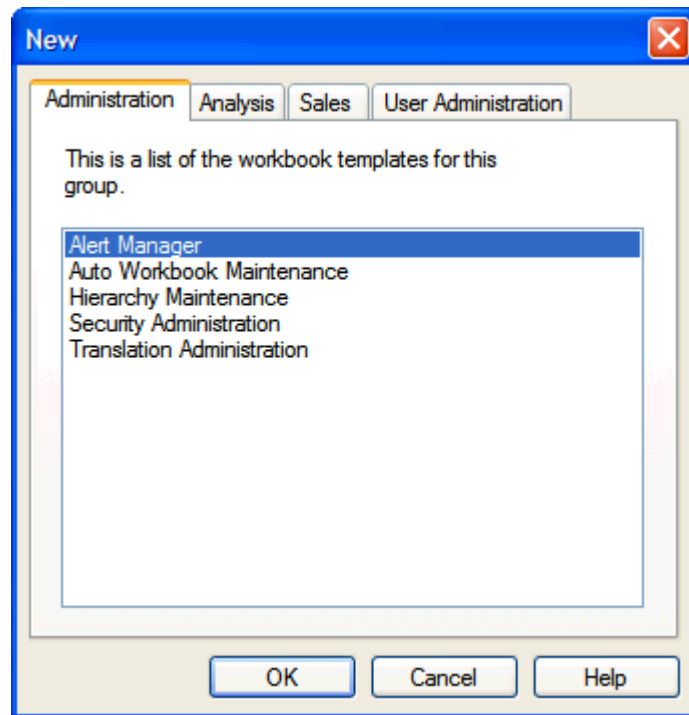 New
Administration Analysis Sales User Administration
This is a list of the workbook templates for this
group.
Alert Manager
Auto Workbook Maintenance
Hierarchy Maintenance
Security Administration
Translation Administration
OK Cancel Help